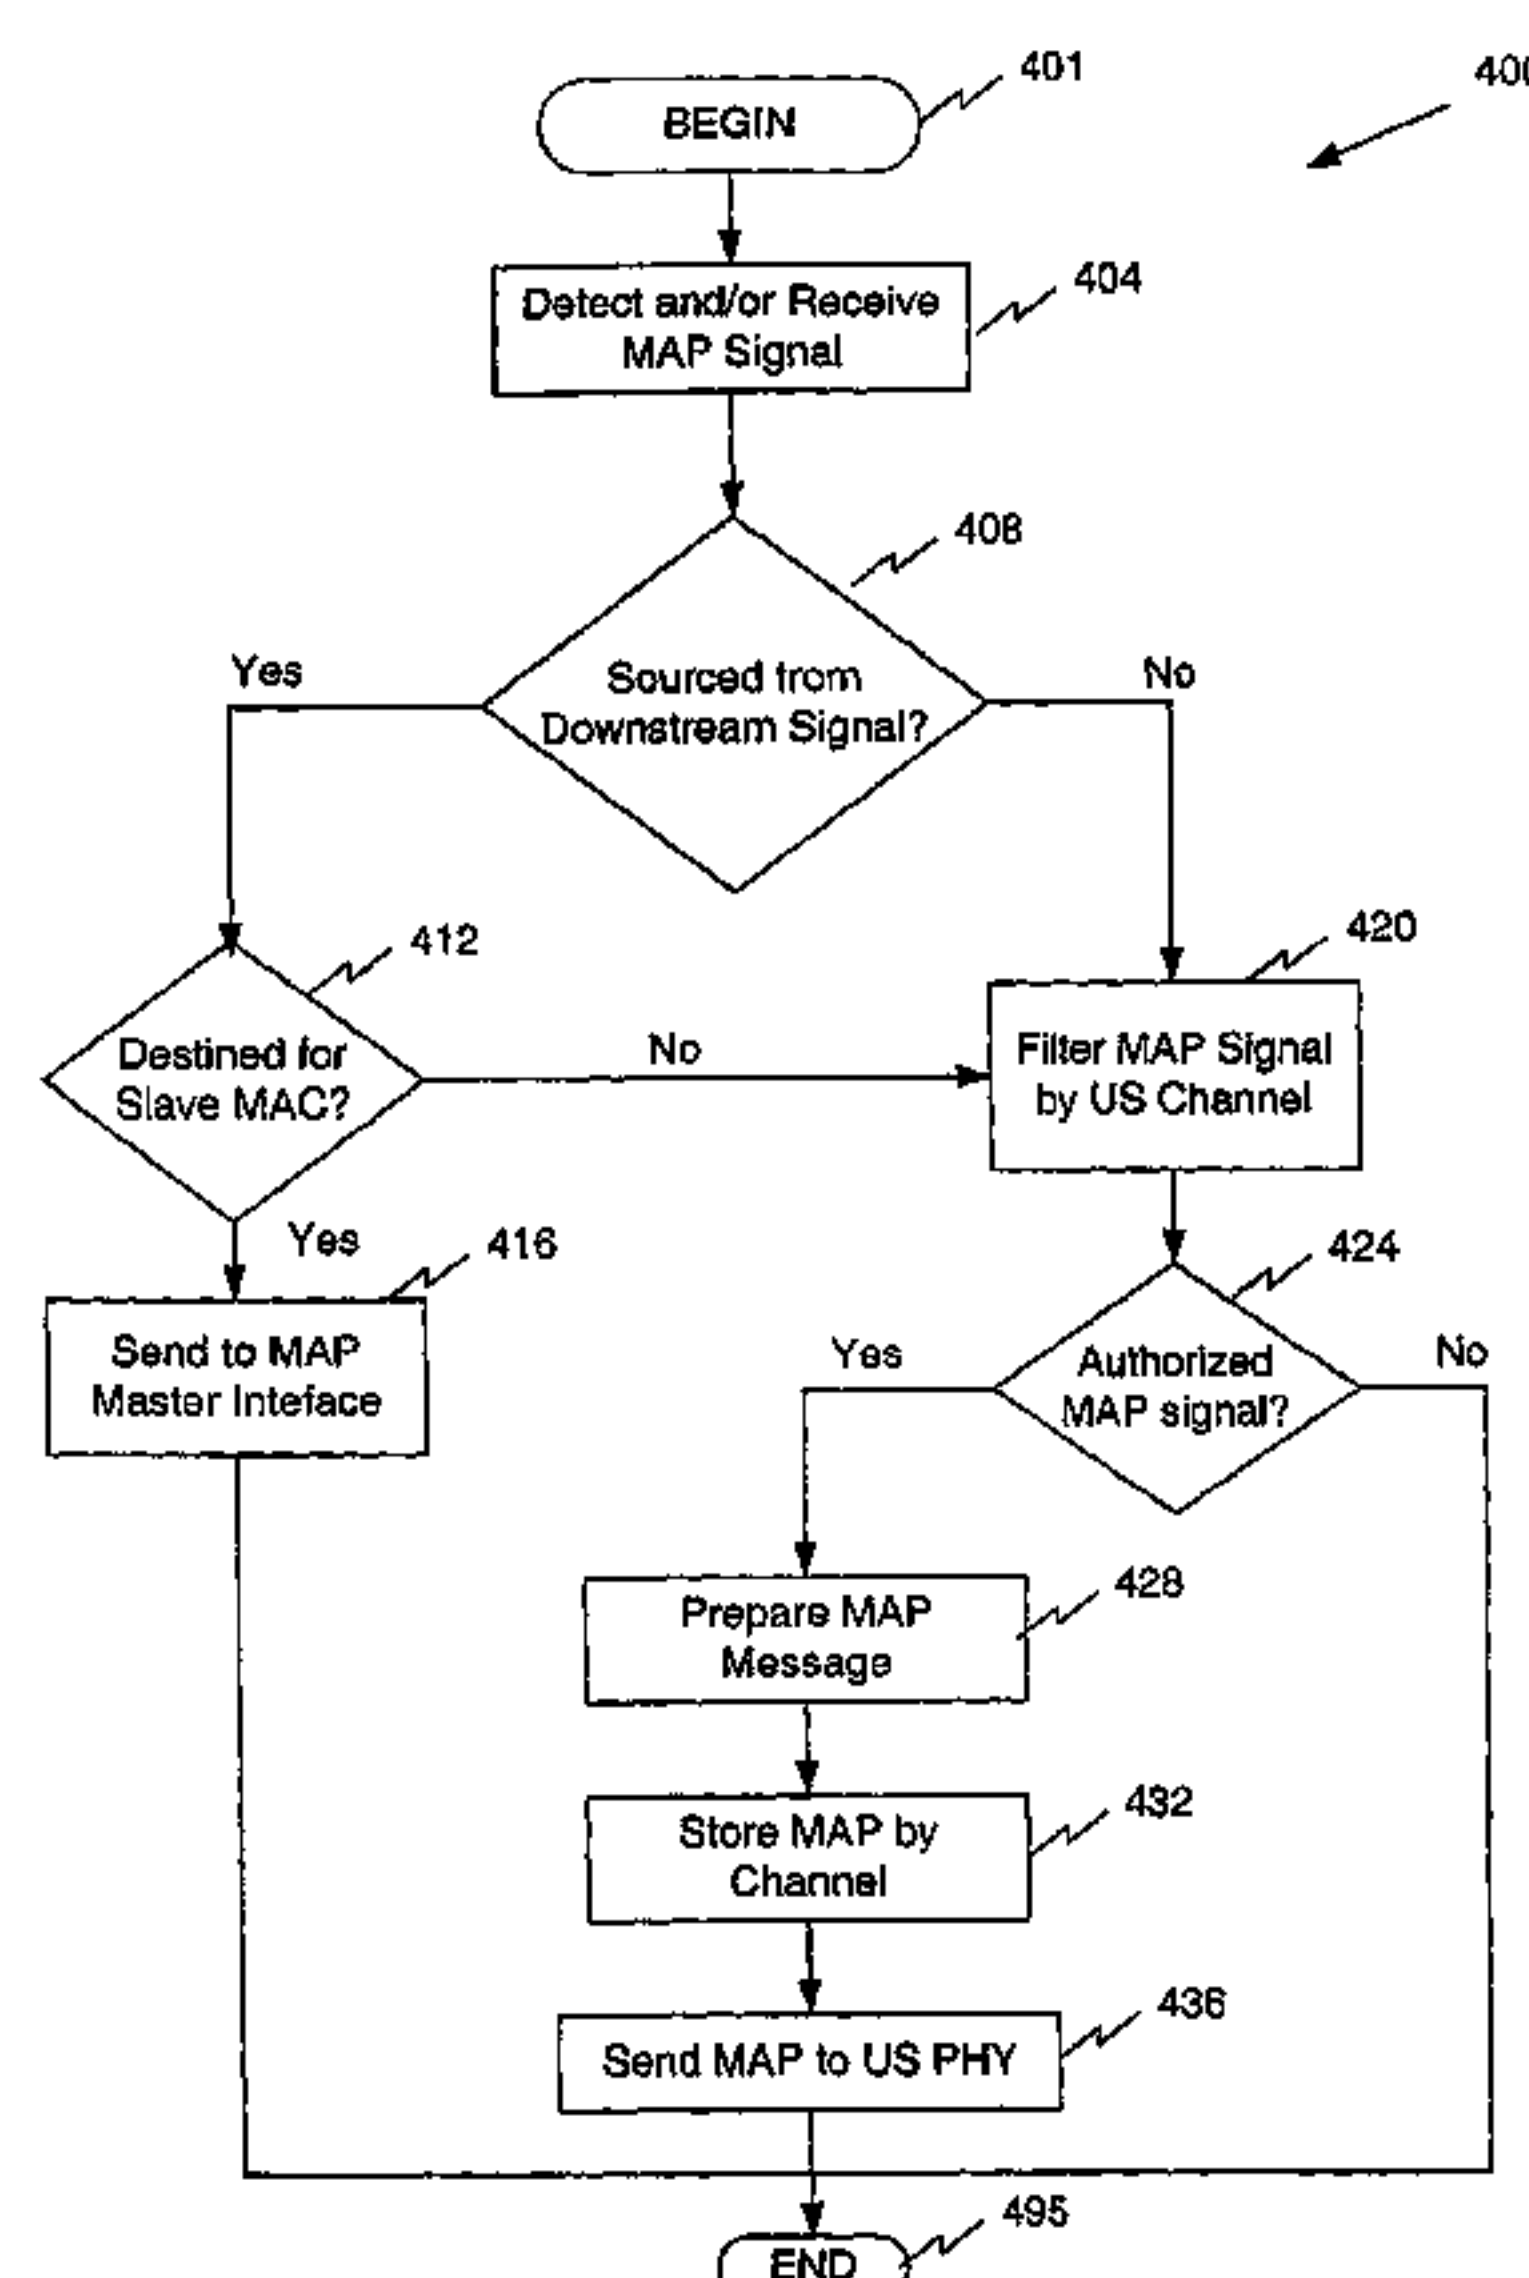 401
400
BEGIN
404
Detect and/or Receive
MAP Signal
408
Yes
No
Sourced from
Downstream Signal?
412
420
Destined for
Slave MAC?
No
Filter MAP Signal
by US Channel
Yes
416
424
Send to MAP
Master Inteface
Yes
No
Authorized
MAP signal?
428
Prepare MAP
Message
432
Store MAP by
Channel
436
Send MAP to US PHY
495
END